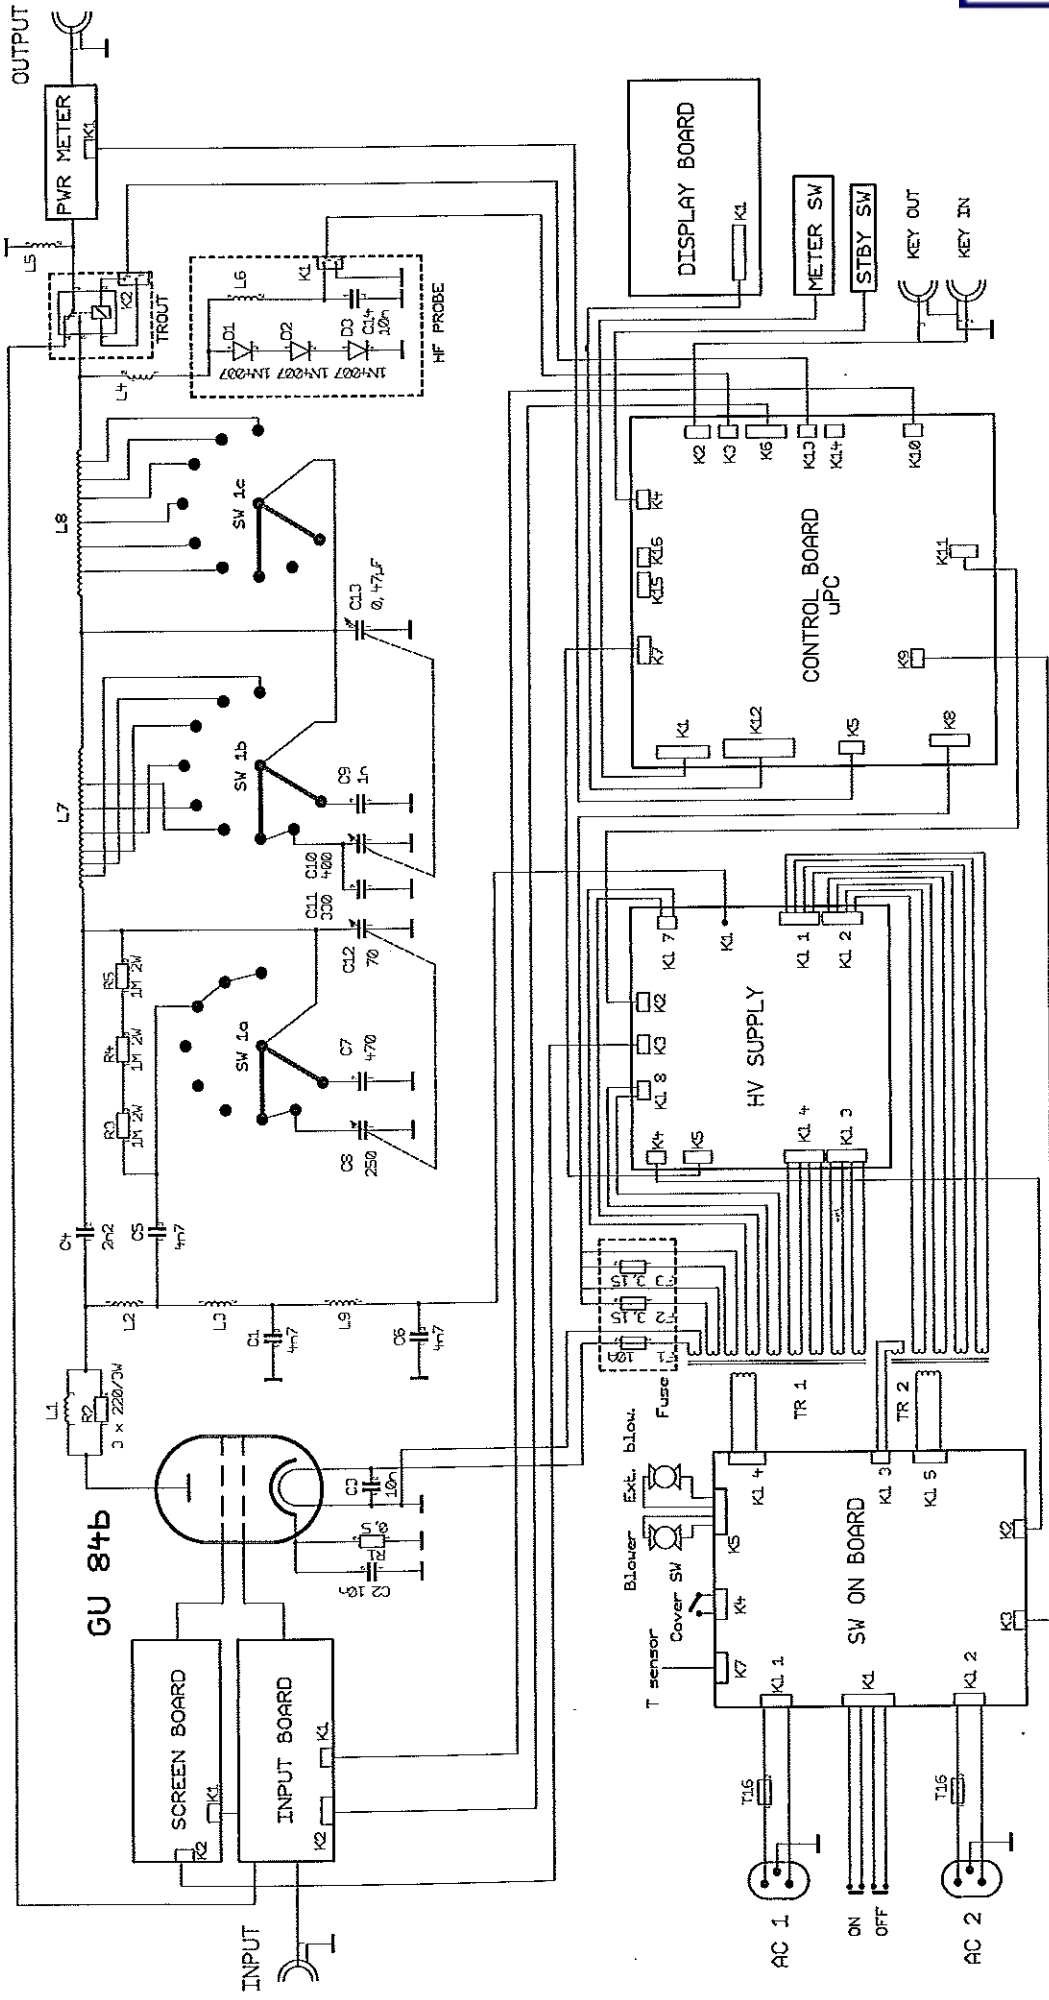 OUTPUT
PWR METER
K1
L5
K2
TROUT
L4
L6
D1
D2
D3
1N4007 1N4007 1N4007
K1
C14
10n
HF PROBE
L8
SW 1c
C13
0,47µF
L7
SW 1b
C9
1n
C10
400
C11
330
C12
70
R5
1M 2W
R4
1M 2W
R3
1M 2W
SW 1a
C7
470
C8
250
C4
2n2
C5
4n7
L2
L3
C1
4n7
L9
C6
4n7
L1
R2
3 x 220/3W
GU 84b
C3
10n
0,5
R1
C2 10n
SCREEN BOARD
K1
K2
INPUT BOARD
K1
K2
INPUT
DISPLAY BOARD
K1
METER SW
STBY SW
KEY OUT
KEY IN
CONTROL BOARD
uPC
K2
K3
K6
K13
K14
K10
K4
K16
K15
K7
K11
K9
K1
K12
K5
K8
HV SUPPLY
K1 7
K1
K1 1
K1 2
K2
K3
K1 8
K4
K5
K1 4
K1 3
F3 3,15
F2 3,15
F1 10A
Fuse
TR 1
TR 2
SW ON BOARD
K1 4
K1 3
K1 5
Ext. blow.
Blower
K5
Cover SW
K4
T sensor
K7
K2
K3
K1 1
K1
K1 2
T16
T16
AC 1
ON
OFF
AC 2